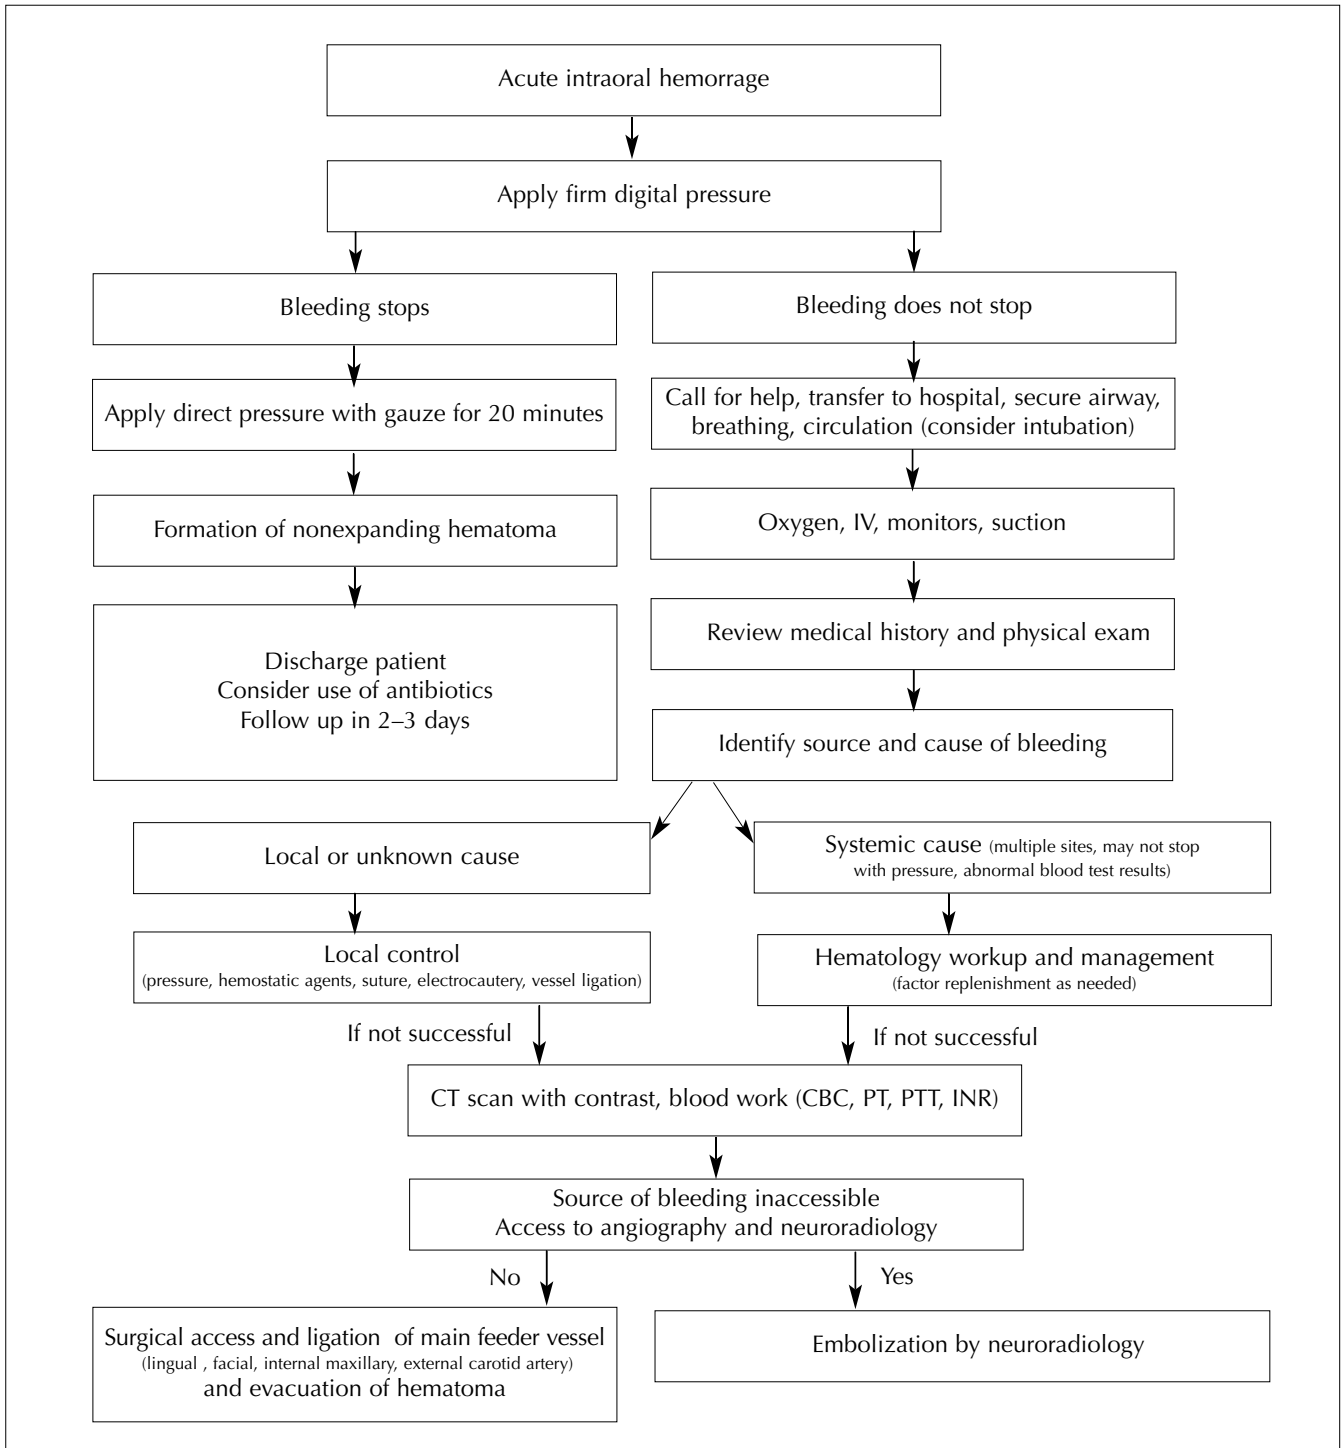 Acute intraoral hemorrage
Apply firm digital pressure
Bleeding stops
Bleeding does not stop
Apply direct pressure with gauze for 20 minutes
Call for help, transfer to hospital, secure airway,
breathing, circulation (consider intubation)
Formation of nonexpanding hematoma
Oxygen, IV, monitors, suction
Discharge patient
Consider use of antibiotics
Follow up in 2–3 days
Review medical history and physical exam
Identify source and cause of bleeding
Local or unknown cause
Systemic cause (multiple sites, may not stop
with pressure, abnormal blood test results)
Local control
(pressure, hemostatic agents, suture, electrocautery, vessel ligation)
Hematology workup and management
(factor replenishment as needed)
If not successful
If not successful
CT scan with contrast, blood work (CBC, PT, PTT, INR)
Source of bleeding inaccessible
Access to angiography and neuroradiology
No
Yes
Surgical access and ligation of main feeder vessel
(lingual , facial, internal maxillary, external carotid artery)
and evacuation of hematoma
Embolization by neuroradiology